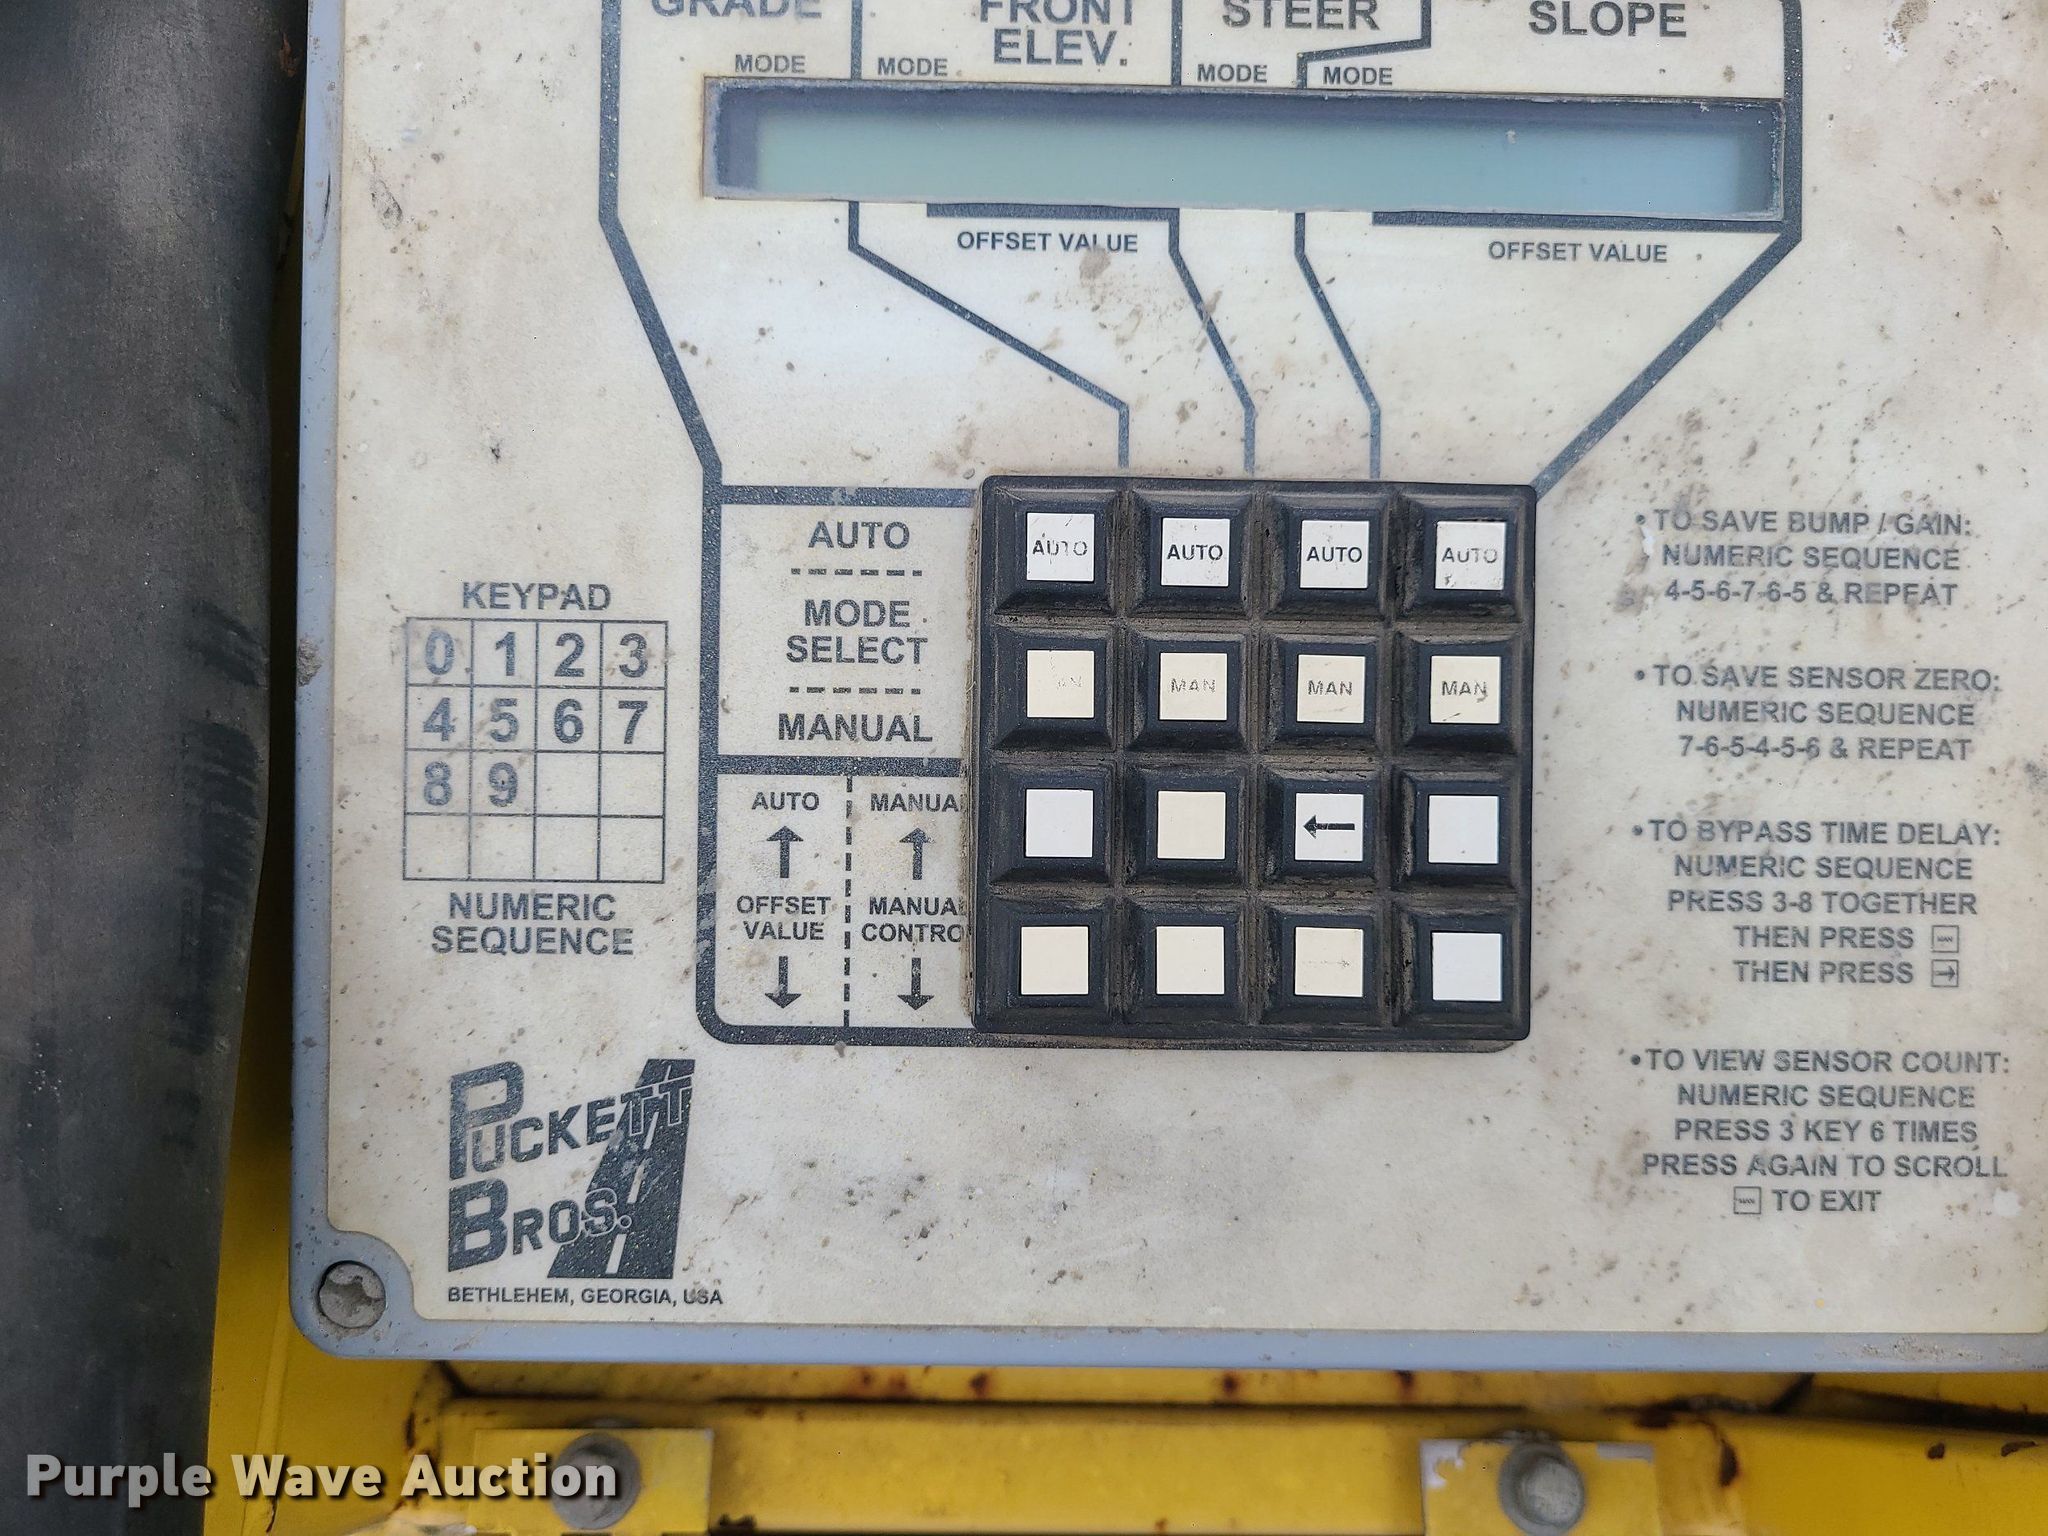 GRADE
FRONT
ELEV.
STEER
SLOPE
MODE
MODE
MODE
MODE
OFFSET VALUE
OFFSET VALUE
AUTO
MODE
SELECT
MANUAL
AUTO
OFFSET
VALUE
MANUAL
MANUAL
CONTRO
KEYPAD
0 1 2 3
4 5 6 7
8 9
NUMERIC
SEQUENCE
AUTO AUTO AUTO AUTO
MAN MAN MAN
←
→
• TO SAVE BUMP / GAIN:
NUMERIC SEQUENCE
4-5-6-7-6-5 & REPEAT
• TO SAVE SENSOR ZERO:
NUMERIC SEQUENCE
7-6-5-4-5-6 & REPEAT
• TO BYPASS TIME DELAY:
NUMERIC SEQUENCE
PRESS 3-8 TOGETHER
THEN PRESS MAN
THEN PRESS →
• TO VIEW SENSOR COUNT:
NUMERIC SEQUENCE
PRESS 3 KEY 6 TIMES
PRESS AGAIN TO SCROLL
MAN TO EXIT
PUCKETT
BROS.
BETHLEHEM, GEORGIA, USA
Purple Wave Auction